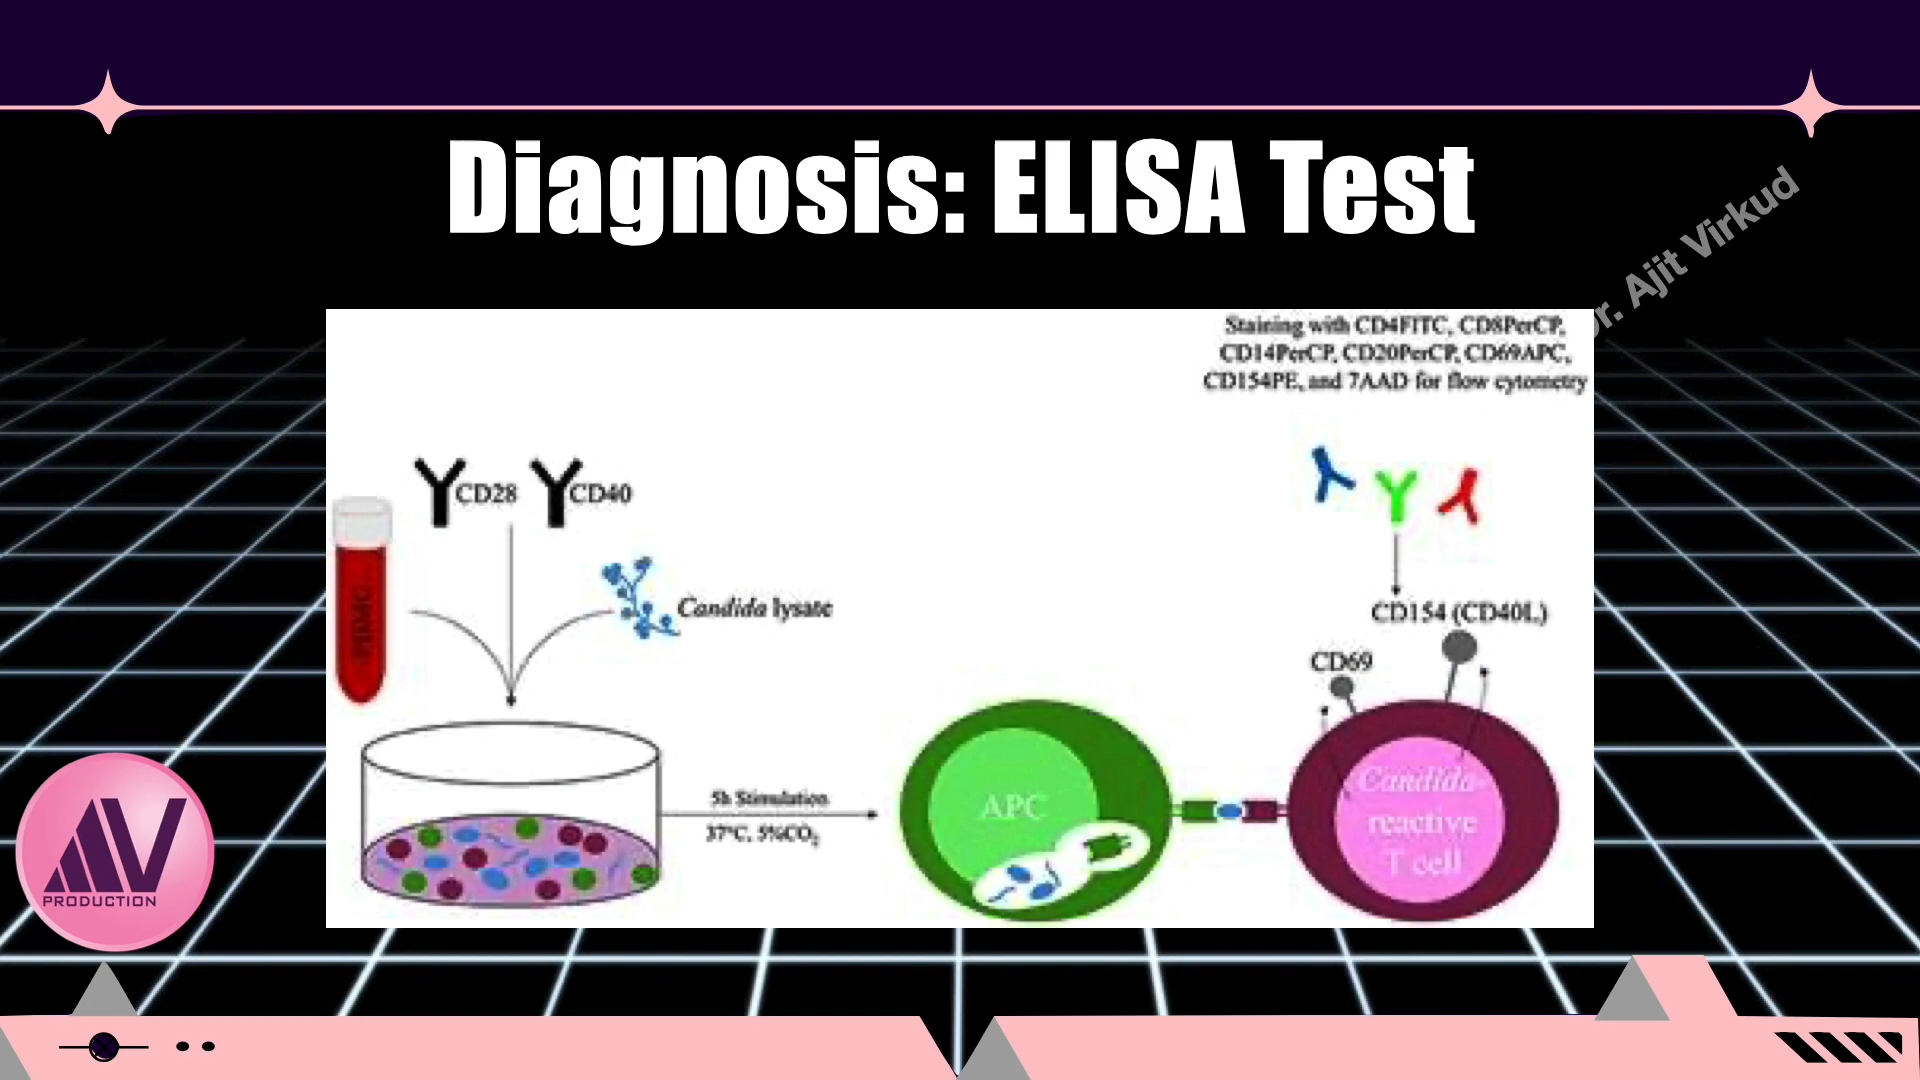 Diagnosis: ELISA Test
r. Ajit Virkud
Staining with CD4FITC, CD8PerCP,
CD14PerCP, CD20PerCP, CD69APC,
CD154PE, and 7AAD for flow cytometry
CD28
CD40
PBMC
Candida lysate
CD154 (CD40L)
CD69
5h Stimulation
37°C, 5%CO₂
APC
Candida-
reactive
T cell
AV
PRODUCTION